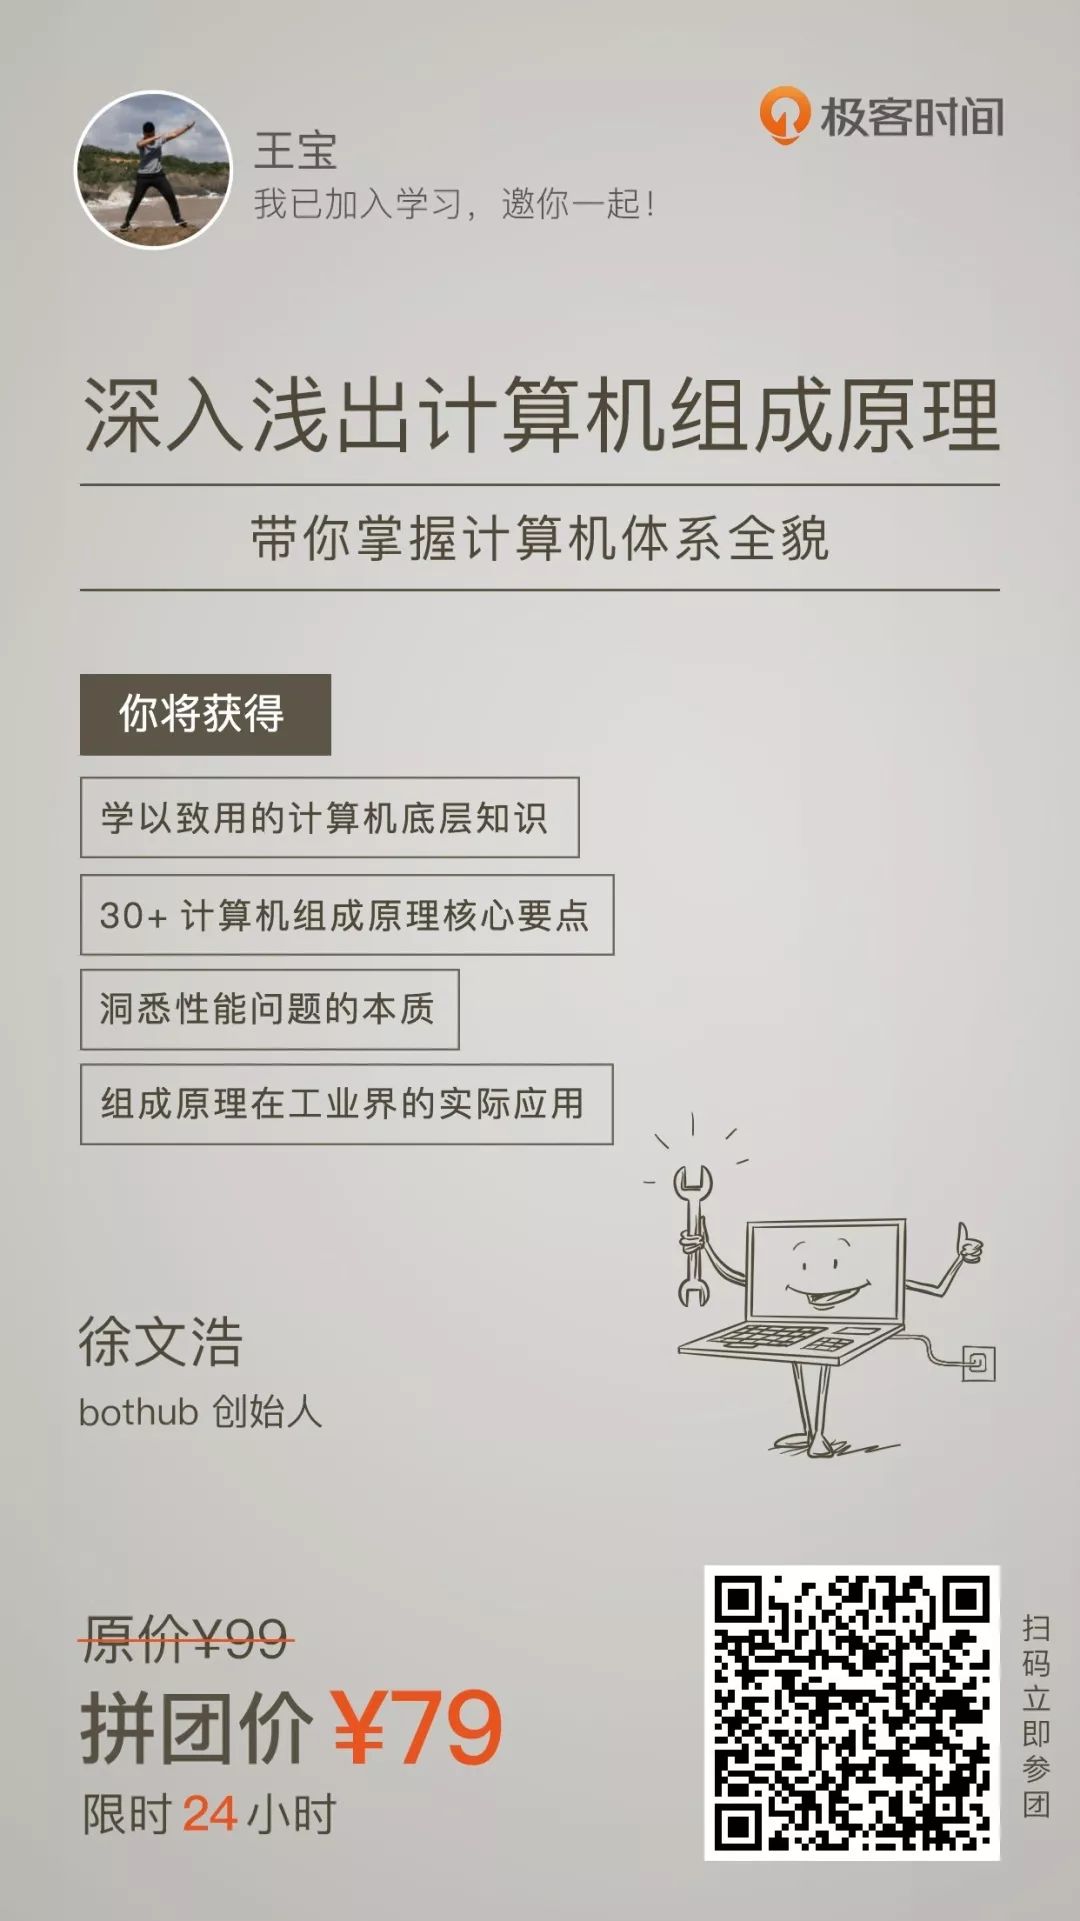 极客时间
王宝
我已加入学习，邀你一起！
深入浅出计算机组成原理
带你掌握计算机体系全貌
你将获得
学以致用的计算机底层知识
30+ 计算机组成原理核心要点
洞悉性能问题的本质
组成原理在工业界的实际应用
徐文浩
bothub 创始人
原价¥99
拼团价 ¥79
限时 24 小时
扫码立即参团